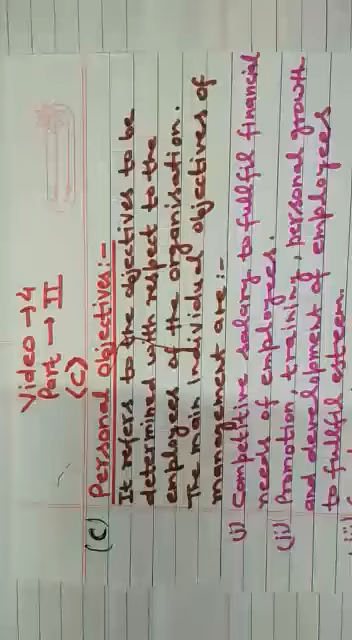 Video → 4
Part → II
(C)
(C) Personal Objectives:-
It refers to the objectives to be
determined with respect to the
employees of the organisation.
The main individual objectives of
management are:-
(i) Competitive salary to fullfil financial
needs of employees.
(ii) Promotion, training, personal growth
and development of employees
to fulfil esteem